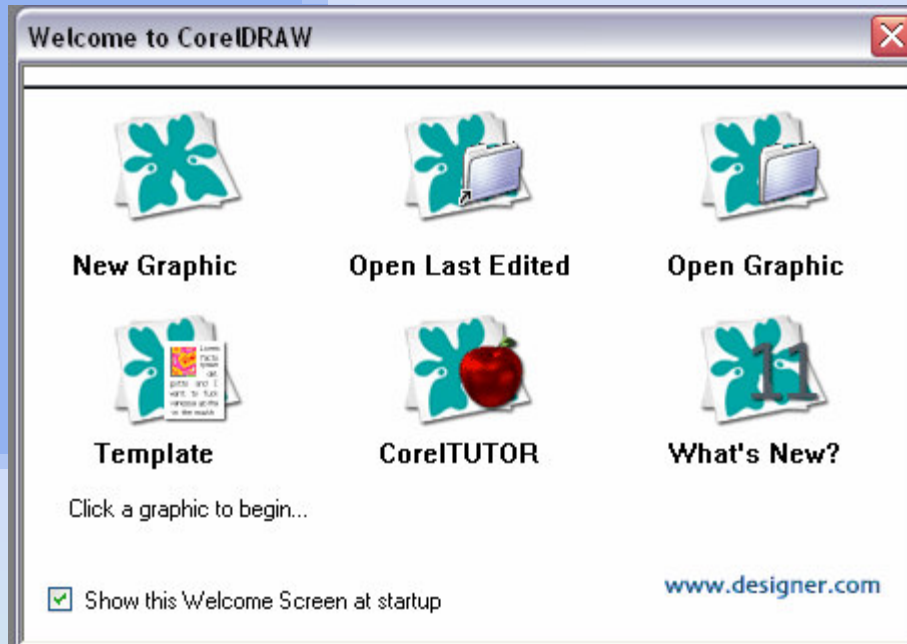 Welcome to CorelDRAW
New Graphic
Open Last Edited
Open Graphic
11
Template
CorelTUTOR
What's New?
Click a graphic to begin...
Show this Welcome Screen at startup
www.designer.com